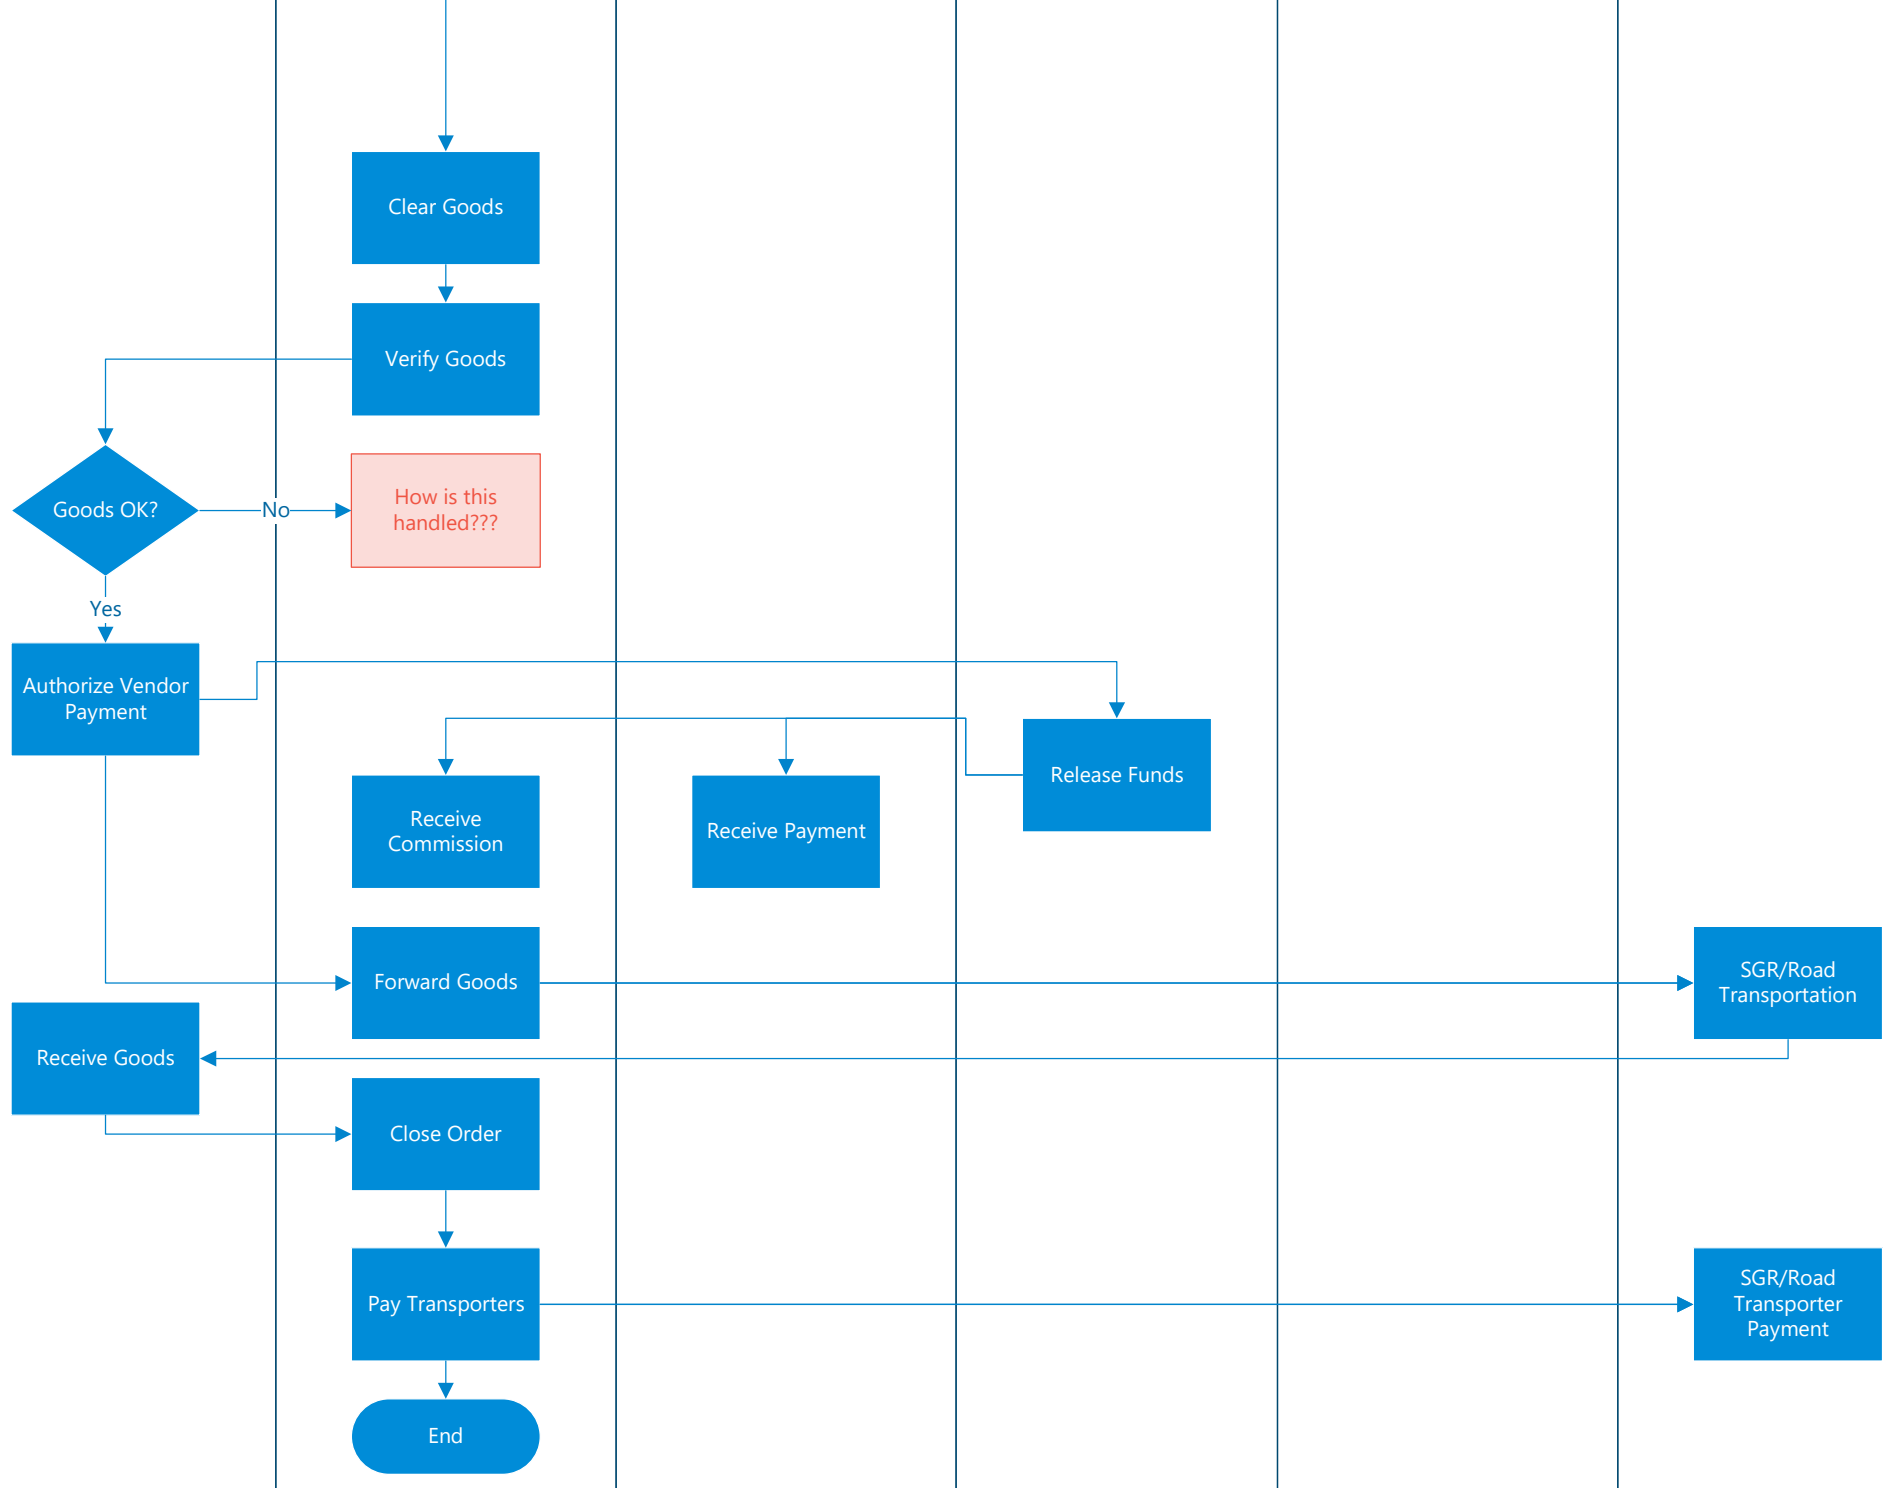 Clear Goods
Verify Goods
Goods OK?
No
How is this
handled???
Yes
Authorize Vendor
Payment
Release Funds
Receive
Commission
Receive Payment
Forward Goods
SGR/Road
Transportation
Receive Goods
Close Order
Pay Transporters
SGR/Road
Transporter
Payment
End